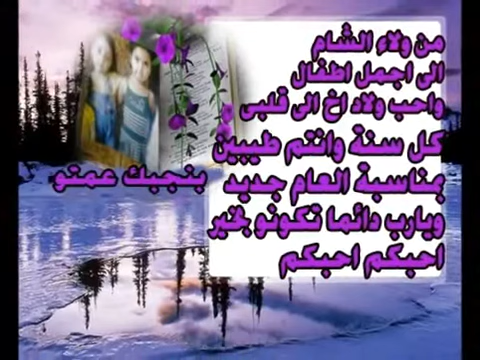 من ولاء الشام
الى اجمل اطفال
واحب ولاد اخ الى قلبي
كل سنة وانتم طيبين
بمناسبة العام جديد
ويارب دائما تكونو بخير
احبكم احبكم
بنحبك عمتو